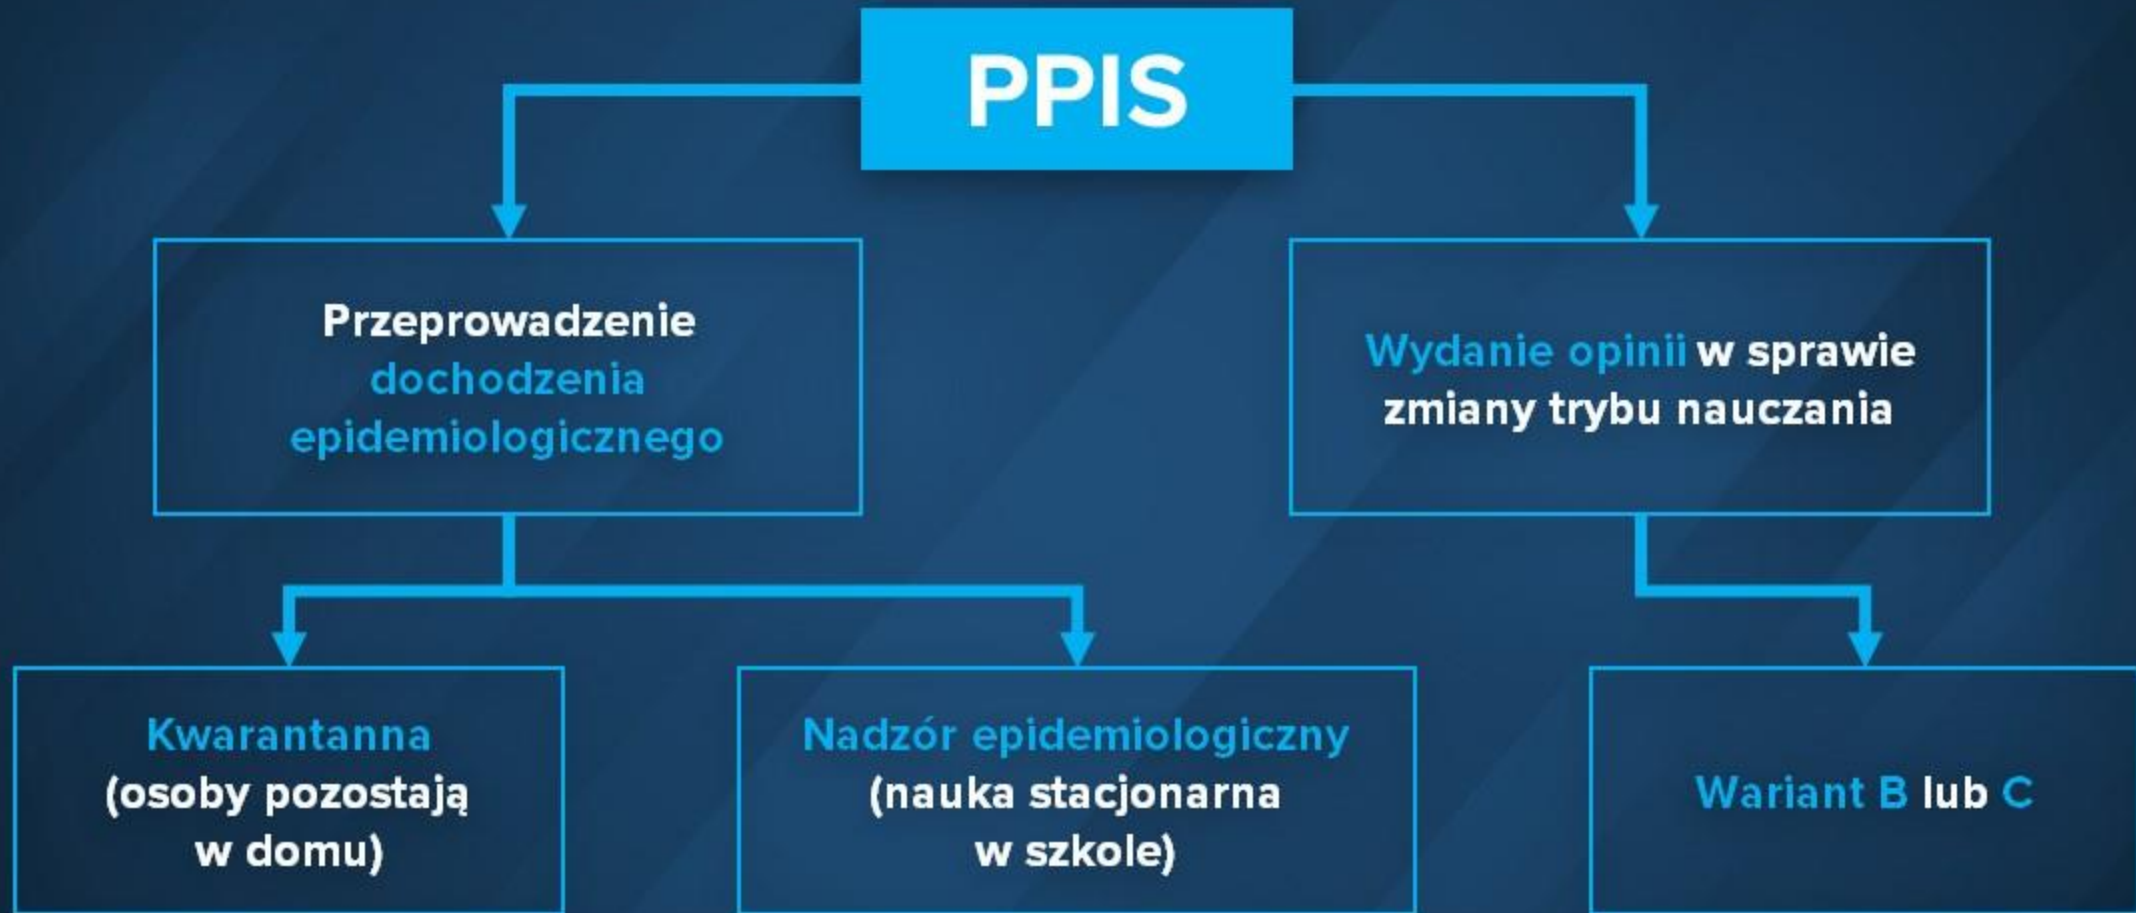 PPIS
Przeprowadzenie
dochodzenia
epidemiologicznego
Wydanie opinii w sprawie
zmiany trybu nauczania
Kwarantanna
(osoby pozostają
w domu)
Nadzór epidemiologiczny
(nauka stacjonarna
w szkole)
Wariant B lub C